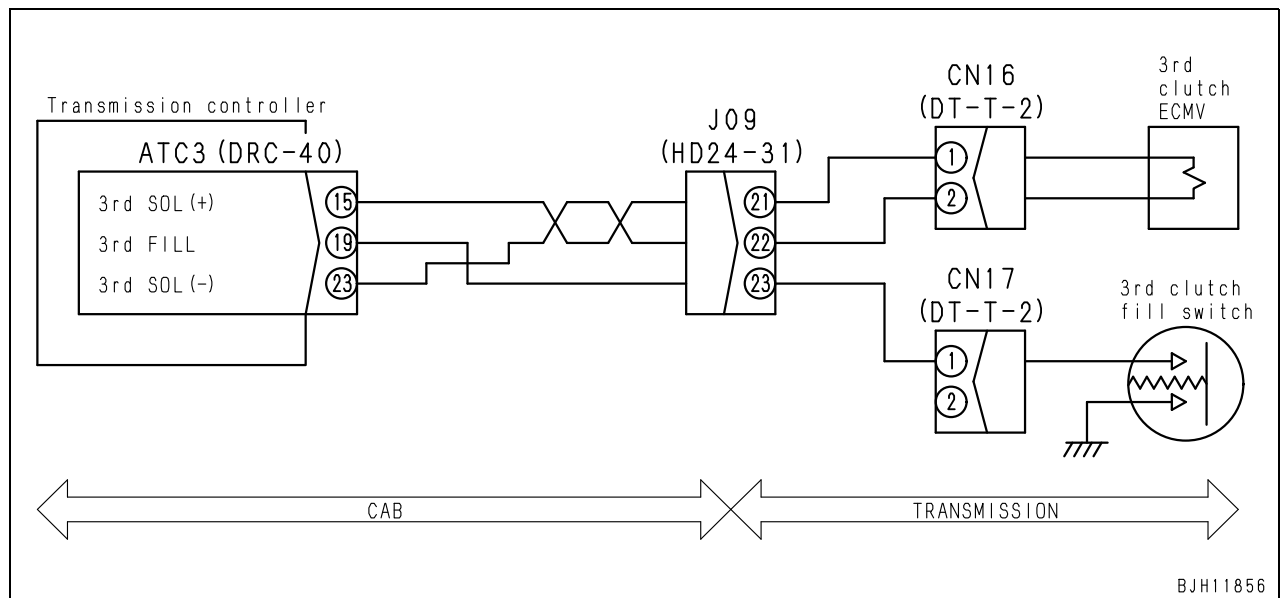 Transmission controller
ATC3 (DRC-40)
3rd SOL (+)
15
3rd FILL
19
3rd SOL (-)
23
J09
(HD24-31)
21
22
23
CN16
(DT-T-2)
1
2
3rd
clutch
ECMV
CN17
(DT-T-2)
1
2
3rd clutch
fill switch
CAB
TRANSMISSION
BJH11856